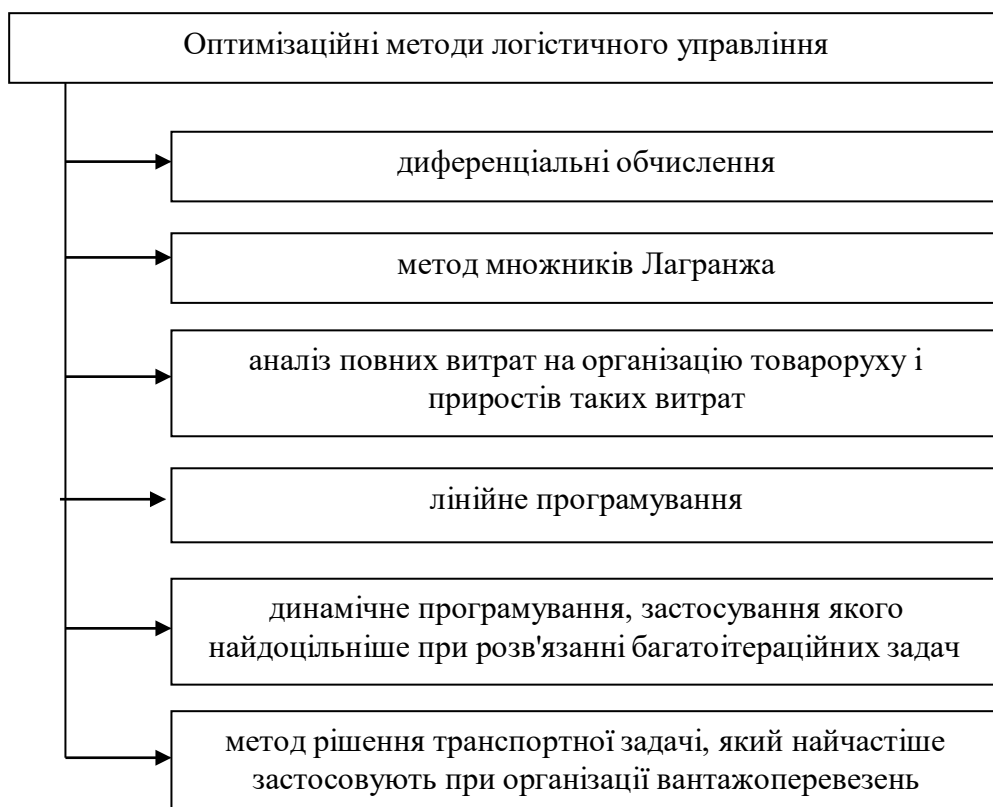 Оптимізаційні методи логістичного управління
диференціальні обчислення
метод множників Лагранжа
аналіз повних витрат на організацію товароруху і
приростів таких витрат
лінійне програмування
динамічне програмування, застосування якого
найдоцільніше при розв'язанні багатоітераційних задач
метод рішення транспортної задачі, який найчастіше
застосовують при організації вантажоперевезень